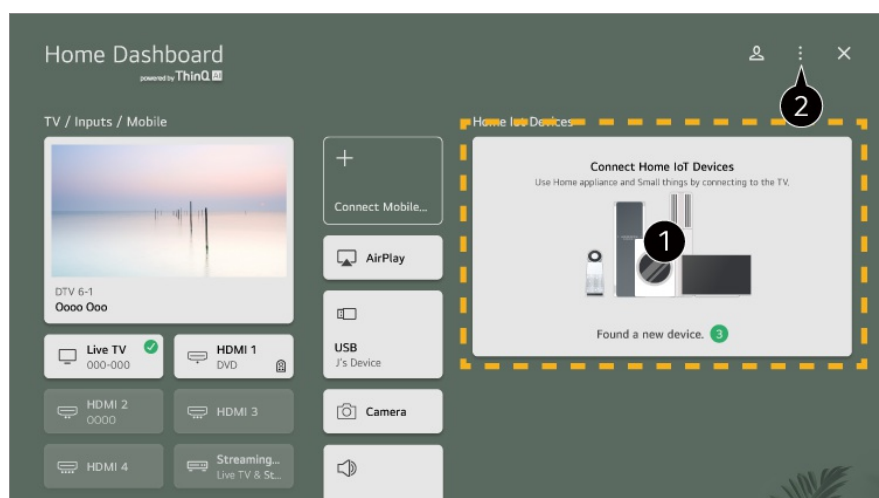 Home Dashboard
powered by ThinQ AI
2
TV / Inputs / Mobile
Home IoT Devices
Connect Mobile...
AirPlay
Connect Home IoT Devices
Use Home appliance and Small things by connecting to the TV.
1
Found a new device. 3
DTV 6-1
Oooo Ooo
Live TV
000-000
HDMI 1
DVD
USB
J's Device
HDMI 2
OOOO
HDMI 3
Camera
HDMI 4
Streaming...
Live TV & St...